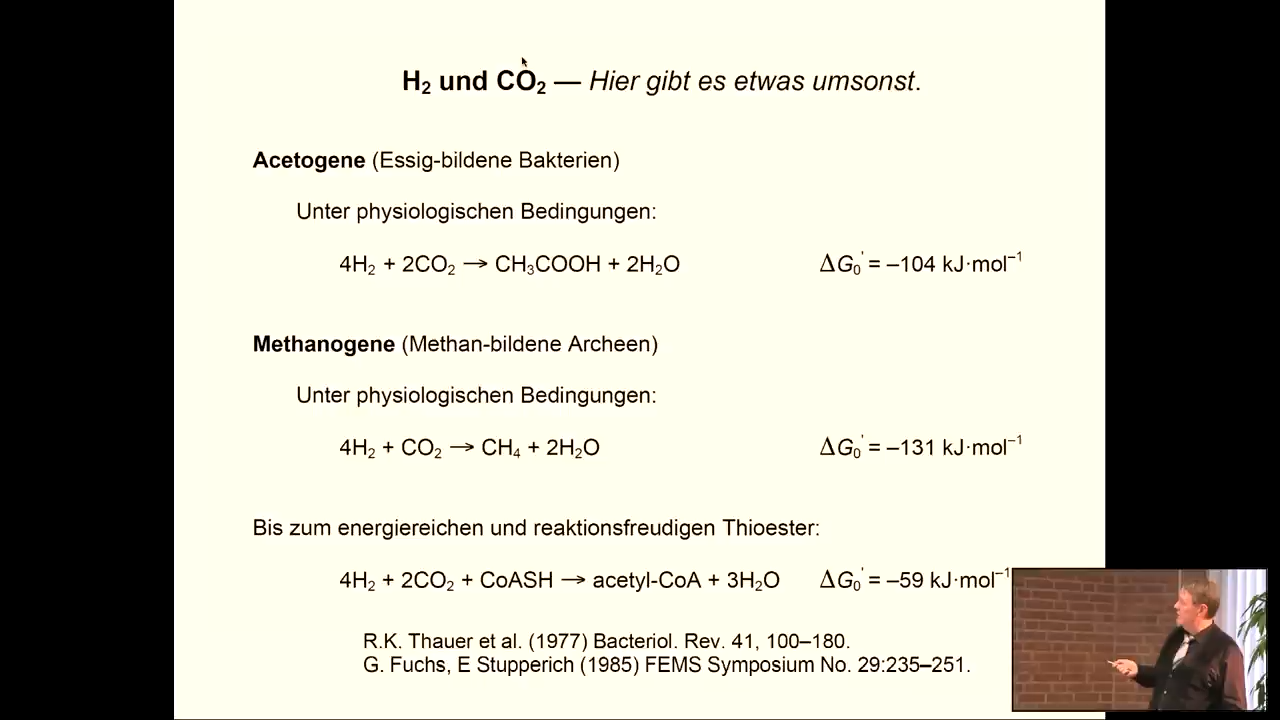 H₂ und CO₂ — Hier gibt es etwas umsonst.
Acetogene (Essig-bildene Bakterien)
Unter physiologischen Bedingungen:
4H₂ + 2CO₂ → CH₃COOH + 2H₂O ΔG₀' = –104 kJ·mol⁻¹
Methanogene (Methan-bildene Archeen)
Unter physiologischen Bedingungen:
4H₂ + CO₂ → CH₄ + 2H₂O ΔG₀' = –131 kJ·mol⁻¹
Bis zum energiereichen und reaktionsfreudigen Thioester:
4H₂ + 2CO₂ + CoASH → acetyl-CoA + 3H₂O ΔG₀' = –59 kJ·mol⁻¹
R.K. Thauer et al. (1977) Bacteriol. Rev. 41, 100–180.
G. Fuchs, E Stupperich (1985) FEMS Symposium No. 29:235–251.